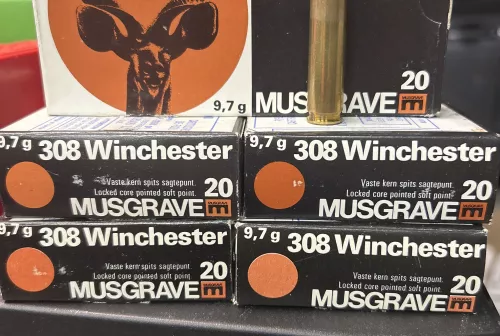 9,7 g
20
MUSGRAVE
9,7 g 308 Winchester
Vaste kern spits sagtepunt.
Locked core pointed soft point.
20
MUSGRAVE
9,7 g 308 Winchester
Vaste kern spits sagtepunt.
Locked core pointed soft point.
20
MUSGRAVE
9,7 g 308 Winchester
Vaste kern spits sagtepunt.
Locked core pointed soft point.
20
MUSGRAVE
9,7 g 308 Winchester
Vaste kern spits sagtepunt.
Locked core pointed soft point.
20
MUSGRAVE